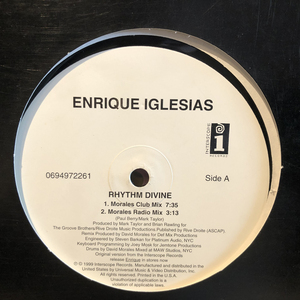 ENRIQUE IGLESIAS
INTERSCOPE
RECORDS
0694972261
Side A
RHYTHM DIVINE
1. Morales Club Mix 7:35
2. Morales Radio Mix 3:13
(Paul Berry/Mark Taylor)
Produced by Mark Taylor and Brian Rawling for
The Groove Brothers/Rive Droite Music Productions. Published by Rive Droite (ASCAP).
Remix Produced by David Morales for Def Mix Productions
Engineered by Steven Barkan for Platinum Audio, NYC
Keyboard Programming by Joey Mosk for Jamkine Productions
Drums by David Morales Mixed at MAW Studios, NYC
Original version from the Interscope Records
release Enrique in stores now.
© 1999 Interscope Records. Manufactured and distributed in the
United States by Universal Music & Video Distribution, Inc.
All Rights Reserved. Printed in the U.S.A.
Unauthorized Duplication is a
violation of applicable laws.